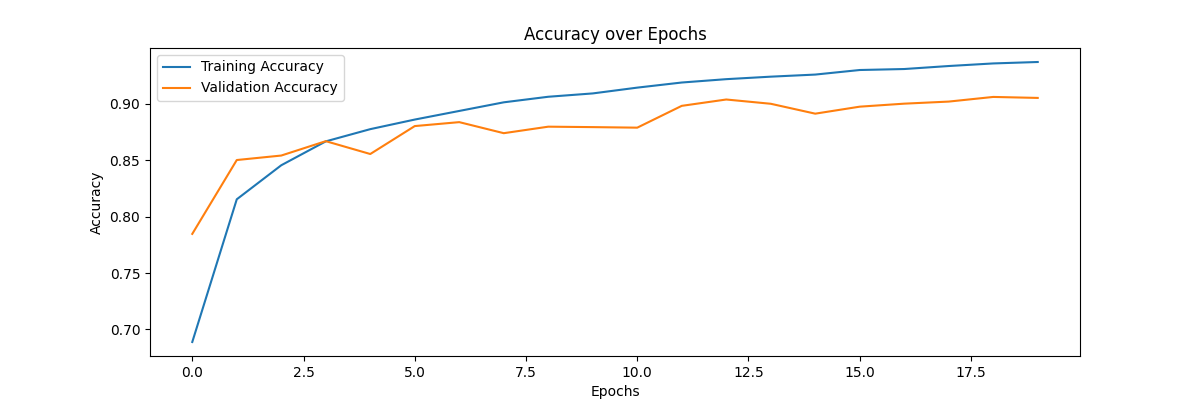 Accuracy over Epochs
Training Accuracy
Validation Accuracy
0.90
0.85
0.80
0.75
0.70
Accuracy
0.0 2.5 5.0 7.5 10.0 12.5 15.0 17.5
Epochs